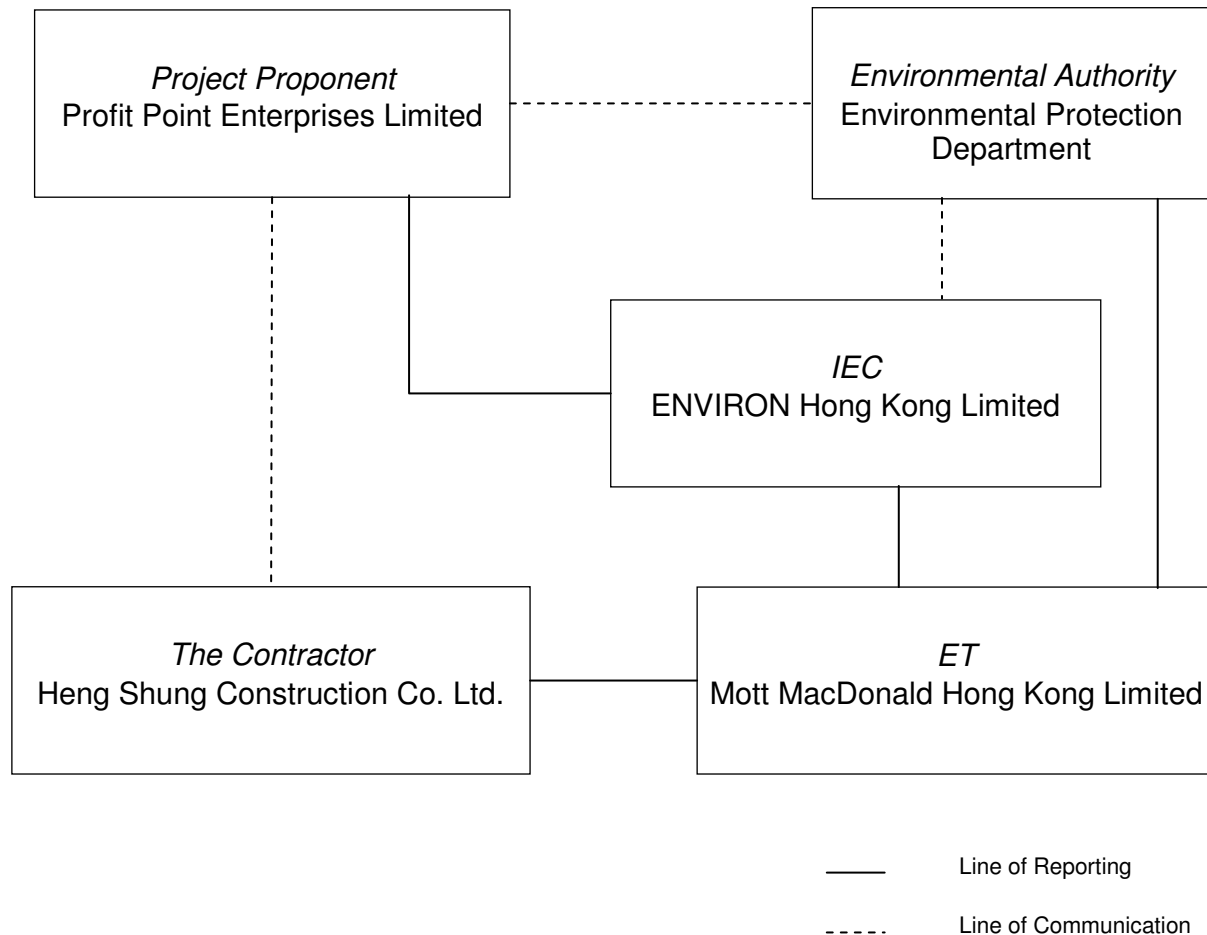 Project Proponent
Profit Point Enterprises Limited
Environmental Authority
Environmental Protection
Department
IEC
ENVIRON Hong Kong Limited
The Contractor
Heng Shung Construction Co. Ltd.
ET
Mott MacDonald Hong Kong Limited
Line of Reporting
Line of Communication